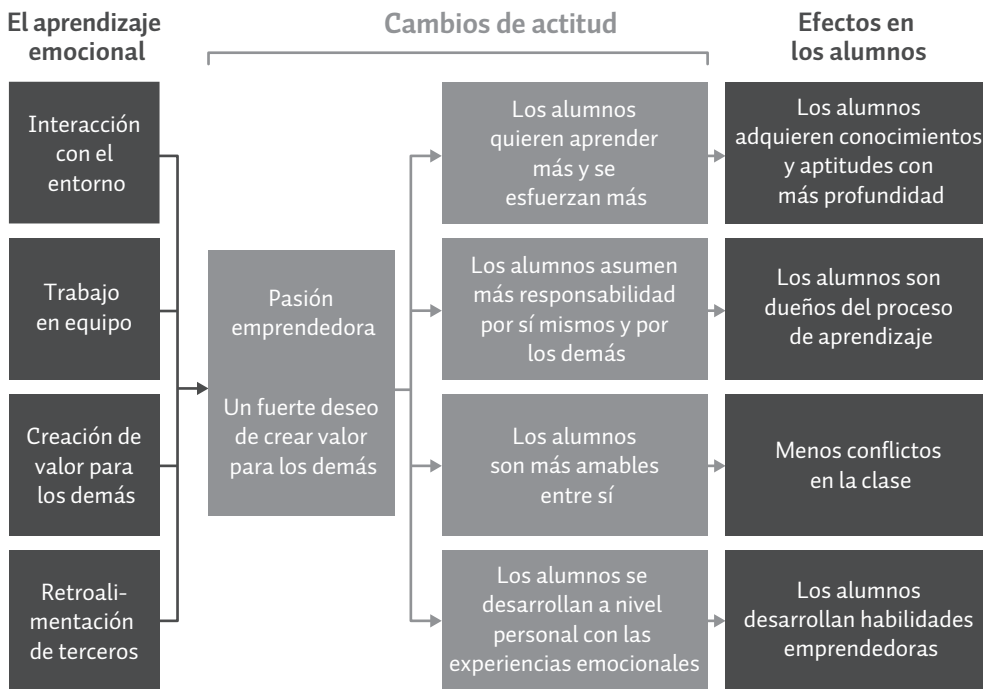 El aprendizaje
emocional
Cambios de actitud
Efectos en
los alumnos
Interacción
con el
entorno
Trabajo
en equipo
Creación de
valor para
los demás
Retroali-
mentación
de terceros
Pasión
emprendedora
Un fuerte deseo
de crear valor
para los demás
Los alumnos
quieren aprender
más y se
esfuerzan más
Los alumnos asumen
más responsabilidad
por sí mismos y por
los demás
Los alumnos
son más amables
entre sí
Los alumnos se
desarrollan a nivel
personal con las
experiencias emocionales
Los alumnos
adquieren conocimientos
y aptitudes con
más profundidad
Los alumnos son
dueños del proceso
de aprendizaje
Menos conflictos
en la clase
Los alumnos
desarrollan habilidades
emprendedoras